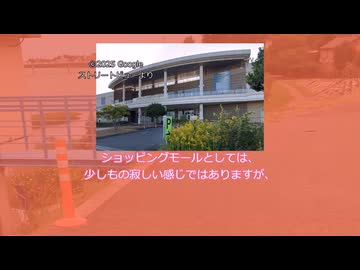 ©2025 Google
ストリートビューより
P
ショッピングモールとしては、
少しもの寂しい感じではありますが、